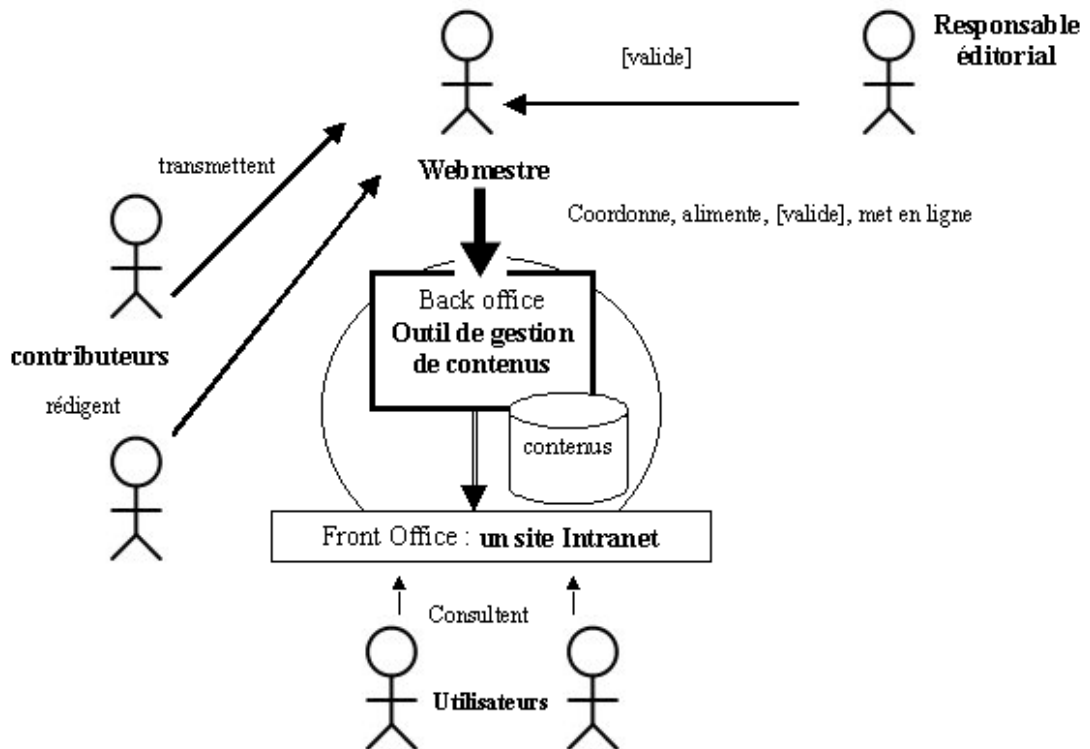 Responsable
éditorial
[valide]
transmettent
Webmestre
Coordonne, alimente, [valide], met en ligne
Back office
Outil de gestion
de contenus
contributeurs
rédigent
contenus
Front Office : un site Intranet
Consultent
Utilisateurs